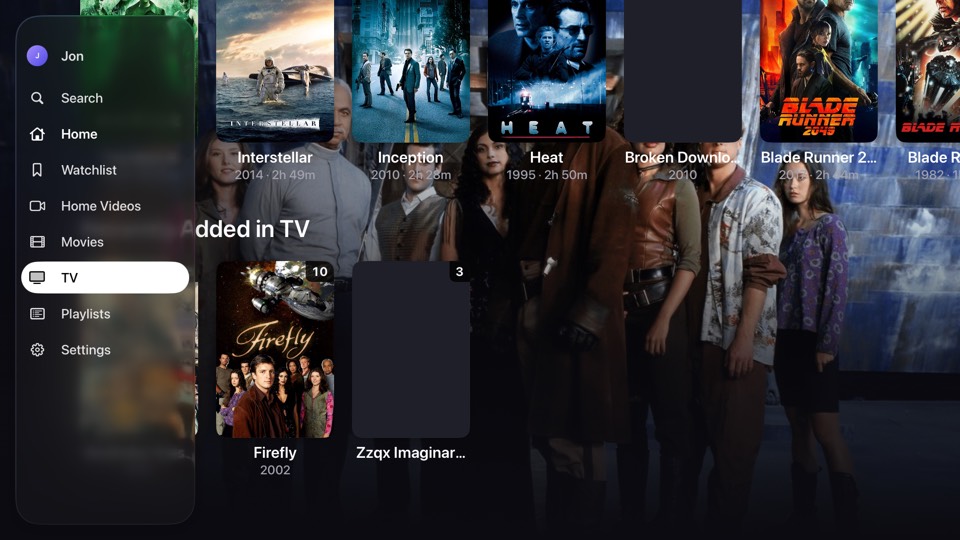 J
Jon
Search
Home
Watchlist
Home Videos
Movies
TV
Playlists
Settings
INTERSTELLAR
HEAT
BLADE
RUNNER
2049
Interstellar
Inception
Heat
Broken Downlo...
Blade Runner 2...
Blade R
2014 · 2h 49m
2010 · 2h 28m
1995 · 2h 50m
2010
1982 ·
dded in TV
10
3
Firefly
Firefly
Zzqx Imaginar...
2002